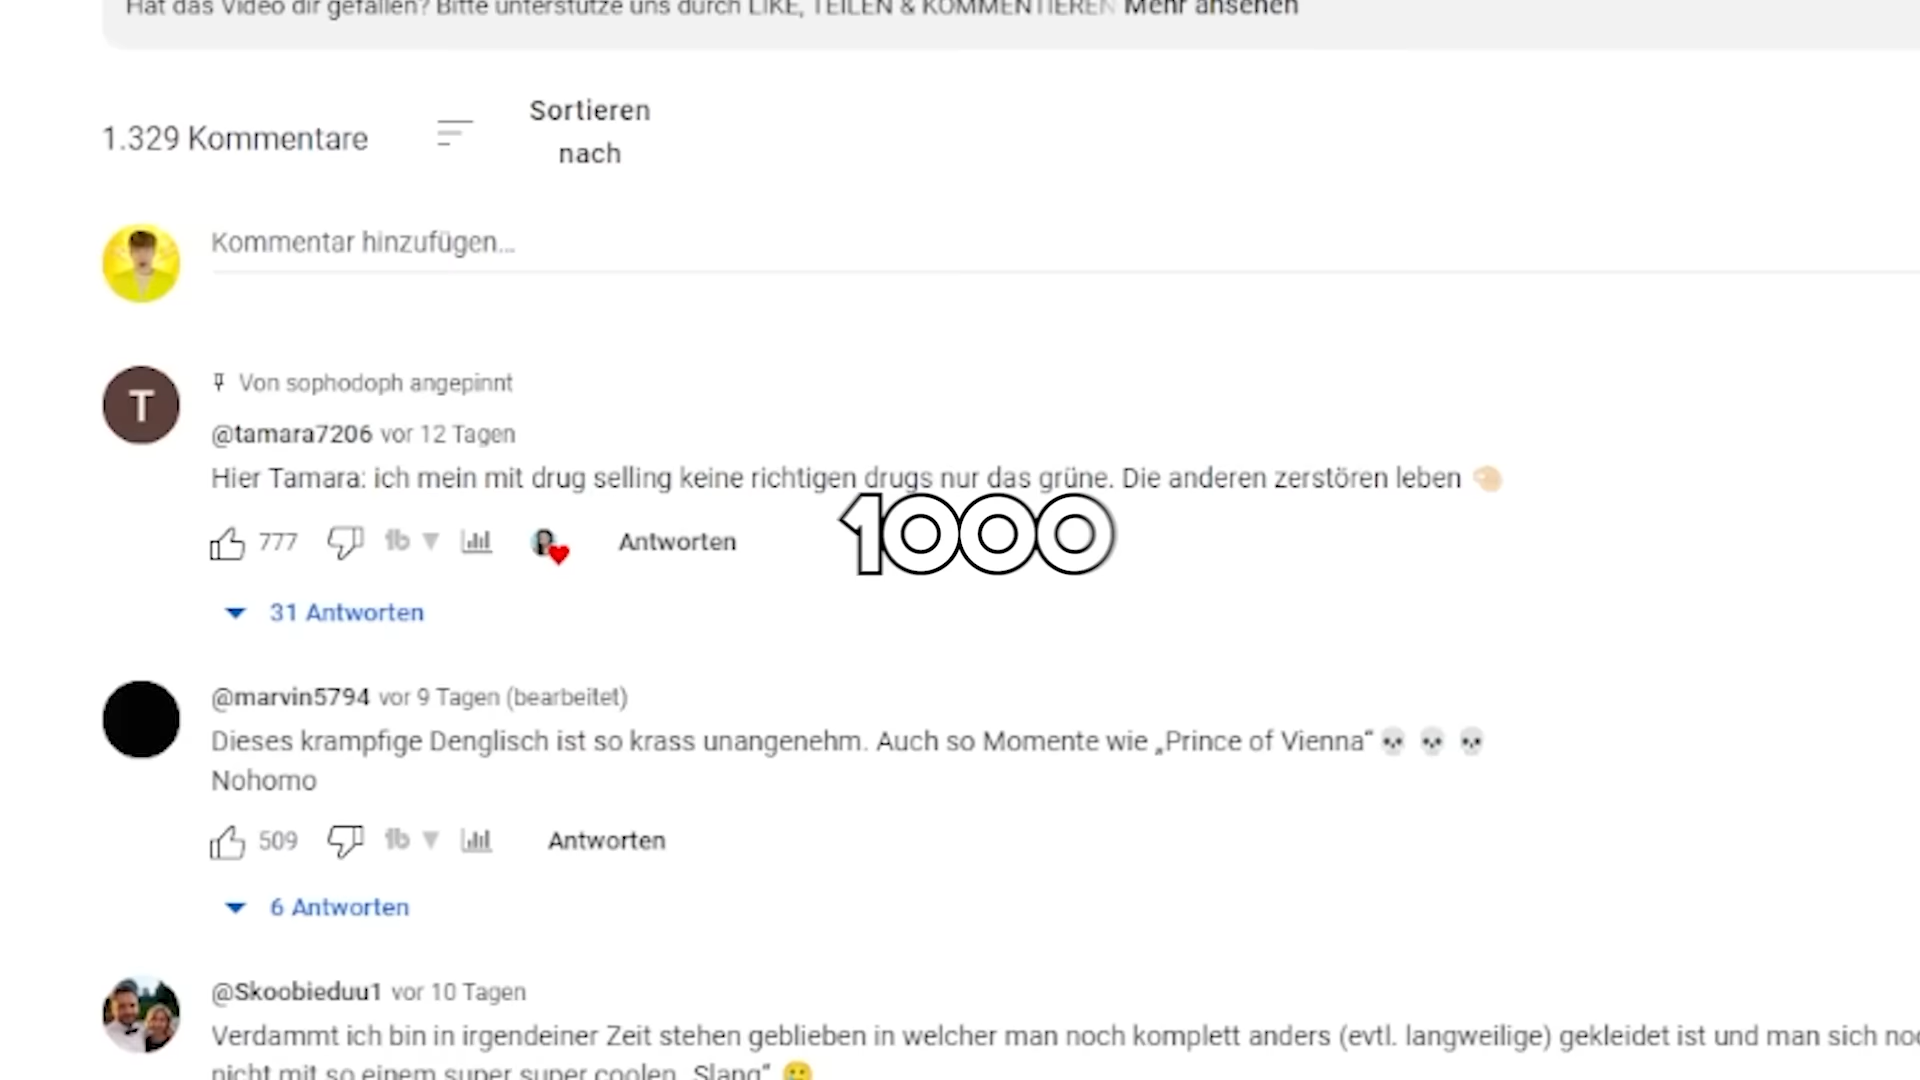 Hat das Video dir gefallen? Bitte unterstütze uns durch LIKE, TEILEN & KOMMENTIEREN Mehr ansehen
1.329 Kommentare
Sortieren
nach
Kommentar hinzufügen...
T
Von sophodoph angepinnt
@tamara7206 vor 12 Tagen
Hier Tamara: ich mein mit drug selling keine richtigen drugs nur das grüne. Die anderen zerstören leben 🤏🏻
1000
777 1b Antworten
31 Antworten
@marvin5794 vor 9 Tagen (bearbeitet)
Dieses krampfige Denglisch ist so krass unangenehm. Auch so Momente wie „Prince of Vienna“ 💀 💀 💀
Nohomo
509 1b Antworten
6 Antworten
@Skoobieduu1 vor 10 Tagen
Verdammt ich bin in irgendeiner Zeit stehen geblieben in welcher man noch komplett anders (evtl. langweilige) gekleidet ist und man sich
nicht mit so einem super super coolen „Slang“